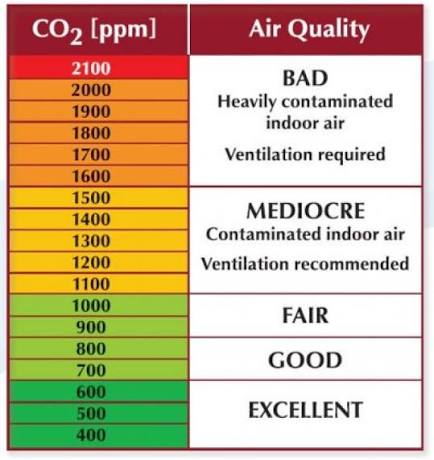 CO2 [ppm] Air Quality
2100
2000
1900
1800
1700
1600
BAD
Heavily contaminated
indoor air
Ventilation required
1500
1400
1300
1200
1100
MEDIOCRE
Contaminated indoor air
Ventilation recommended
1000
900
FAIR
800
700
GOOD
600
500
400
EXCELLENT